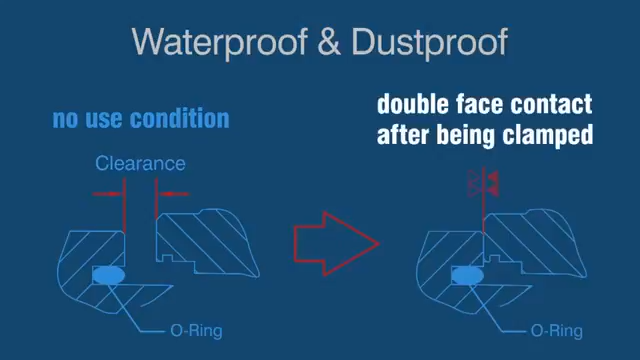 Waterproof & Dustproof
no use condition
Clearance
O-Ring
double face contact
after being clamped
O-Ring